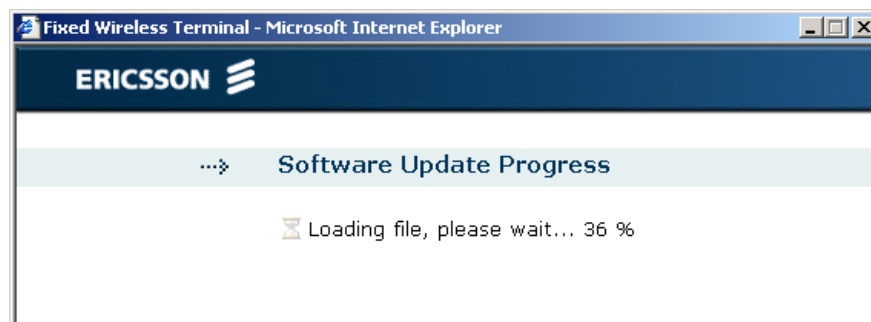 Fixed Wireless Terminal - Microsoft Internet Explorer
ERICSSON
Software Update Progress
Loading file, please wait... 36 %